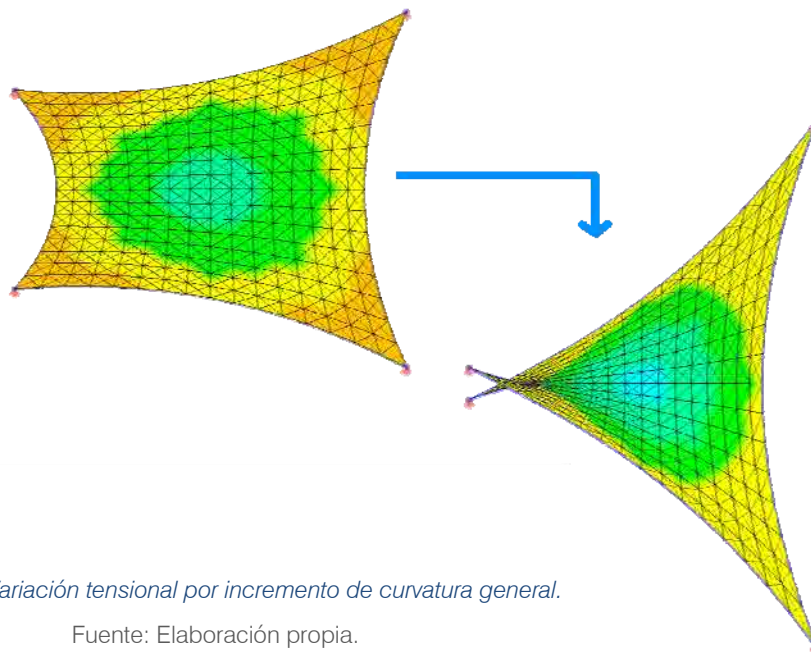 ariación tensional por incremento de curvatura general.
Fuente: Elaboración propia.